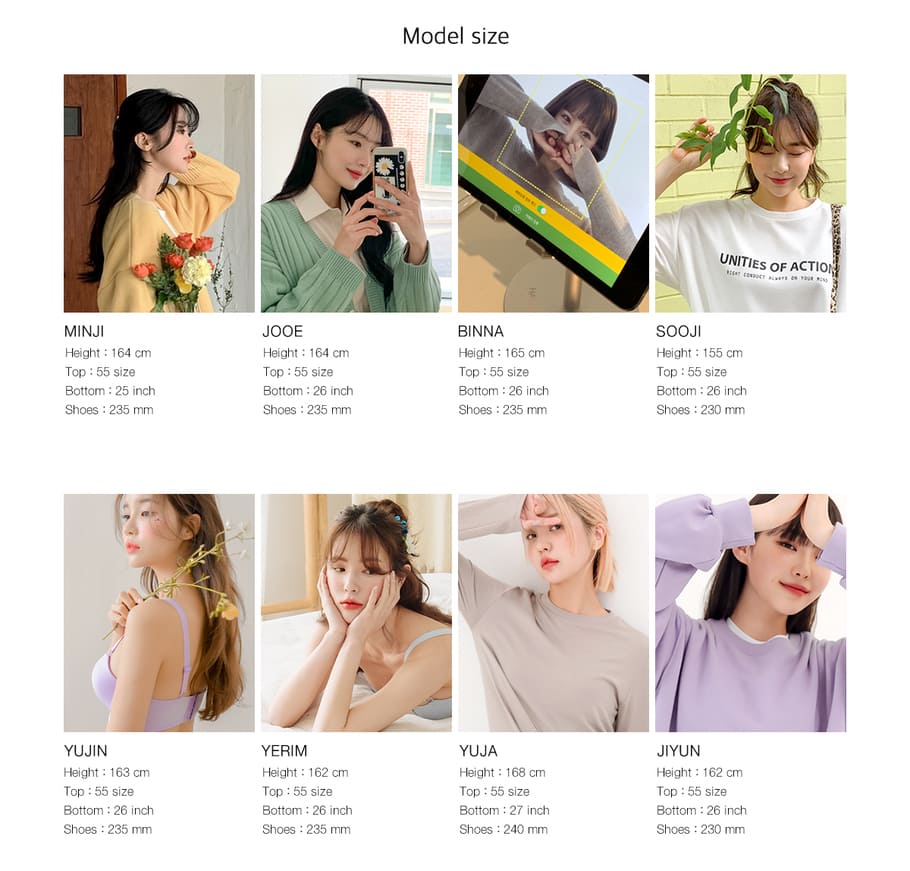 Model size
UNITIES OF ACTION
RIGHT CONDUCT ALWAYS ON YOUR MIND
MINJI
Height : 164 cm
Top : 55 size
Bottom : 25 inch
Shoes : 235 mm
JOOE
Height : 164 cm
Top : 55 size
Bottom : 26 inch
Shoes : 235 mm
BINNA
Height : 165 cm
Top : 55 size
Bottom : 26 inch
Shoes : 235 mm
SOOJI
Height : 155 cm
Top : 55 size
Bottom : 26 inch
Shoes : 230 mm
YUJIN
Height : 163 cm
Top : 55 size
Bottom : 26 inch
Shoes : 235 mm
YERIM
Height : 162 cm
Top : 55 size
Bottom : 26 inch
Shoes : 235 mm
YUJA
Height : 168 cm
Top : 55 size
Bottom : 27 inch
Shoes : 240 mm
JIYUN
Height : 162 cm
Top : 55 size
Bottom : 26 inch
Shoes : 230 mm